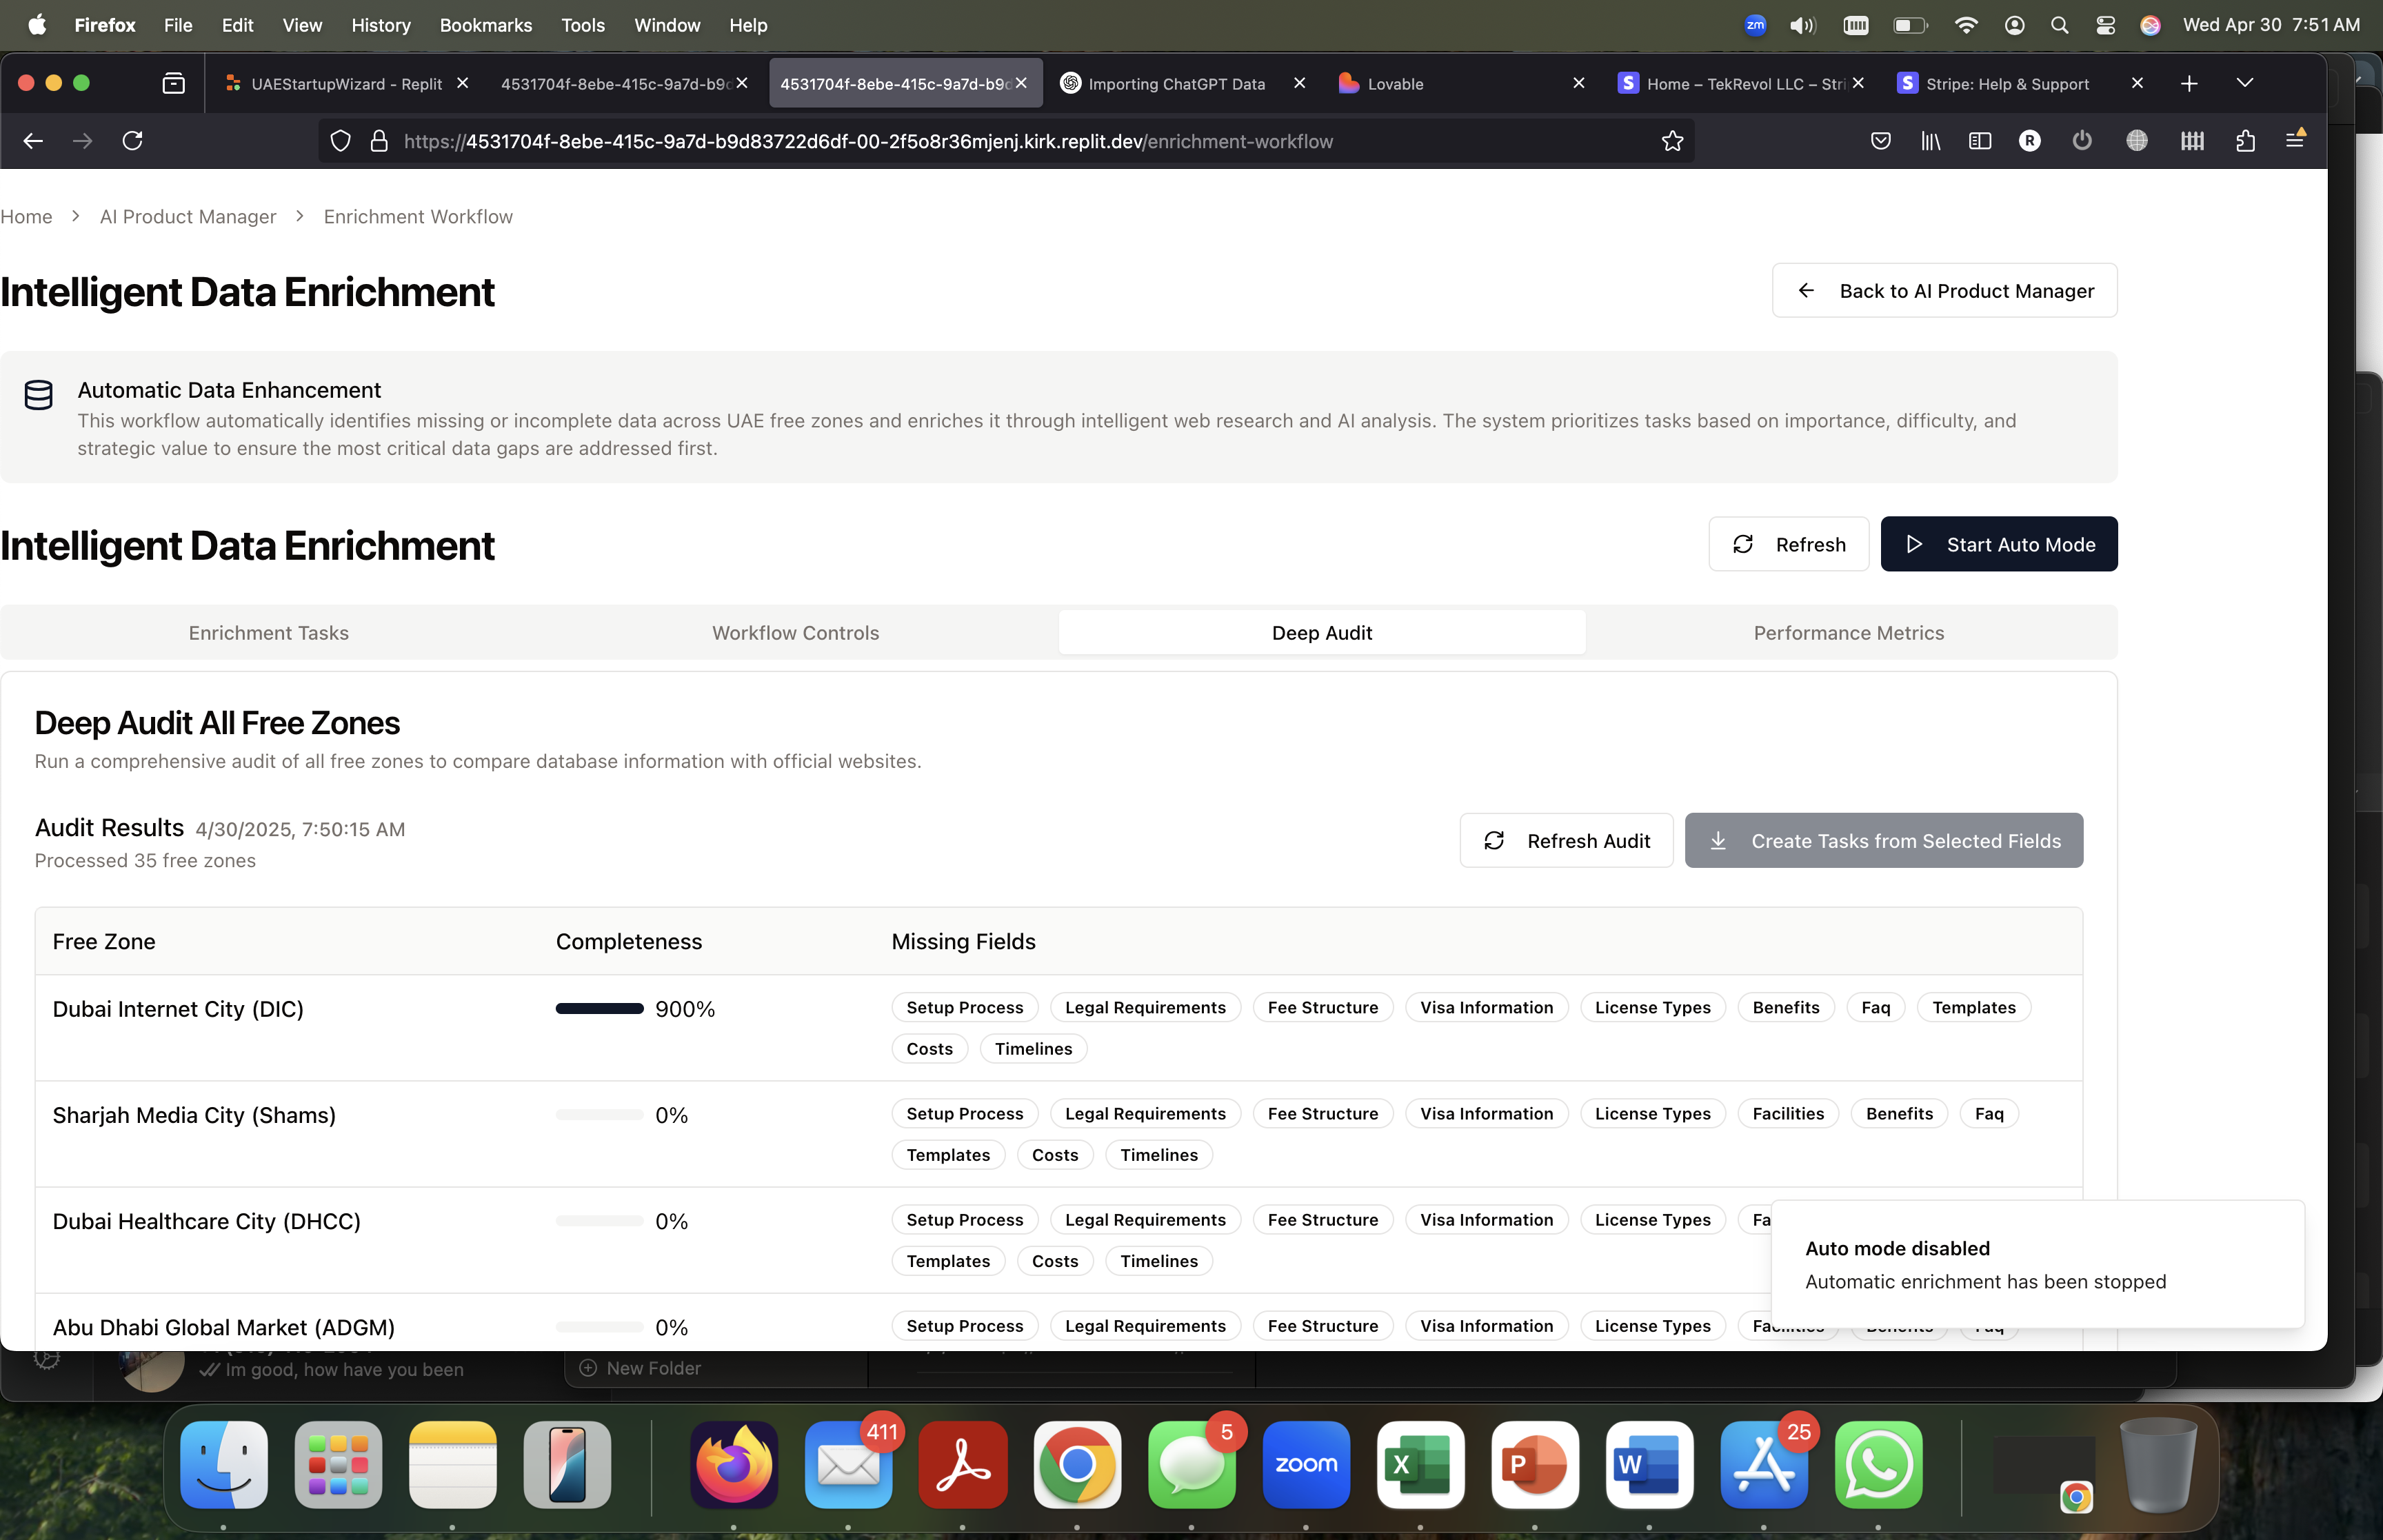 Firefox File Edit View History Bookmarks Tools Window Help
zm
Wed Apr 30 7:51 AM
UAEStartupWizard - Replit
4531704f-8ebe-415c-9a7d-b9d
4531704f-8ebe-415c-9a7d-b9d
Importing ChatGPT Data
Lovable
S Home – TekRevol LLC – Stri
S Stripe: Help & Support
https://4531704f-8ebe-415c-9a7d-b9d83722d6df-00-2f5o8r36mjenj.kirk.replit.dev/enrichment-workflow
R
Home > AI Product Manager > Enrichment Workflow
Intelligent Data Enrichment
Back to AI Product Manager
Automatic Data Enhancement
This workflow automatically identifies missing or incomplete data across UAE free zones and enriches it through intelligent web research and AI analysis. The system prioritizes tasks based on importance, difficulty, and
strategic value to ensure the most critical data gaps are addressed first.
Intelligent Data Enrichment
Refresh
Start Auto Mode
Enrichment Tasks Workflow Controls Deep Audit Performance Metrics
Deep Audit All Free Zones
Run a comprehensive audit of all free zones to compare database information with official websites.
Audit Results 4/30/2025, 7:50:15 AM
Processed 35 free zones
Refresh Audit
Create Tasks from Selected Fields
Free Zone Completeness Missing Fields
Dubai Internet City (DIC) 900% Setup Process Legal Requirements Fee Structure Visa Information License Types Benefits Faq Templates
Costs Timelines
Sharjah Media City (Shams) 0% Setup Process Legal Requirements Fee Structure Visa Information License Types Facilities Benefits Faq
Templates Costs Timelines
Dubai Healthcare City (DHCC) 0% Setup Process Legal Requirements Fee Structure Visa Information License Types Fa
Templates Costs Timelines
Auto mode disabled
Automatic enrichment has been stopped
Abu Dhabi Global Market (ADGM) 0% Setup Process Legal Requirements Fee Structure Visa Information License Types Facilities Benefits Faq
Im good, how have you been
New Folder
411
5
zoom
X
P
W
25